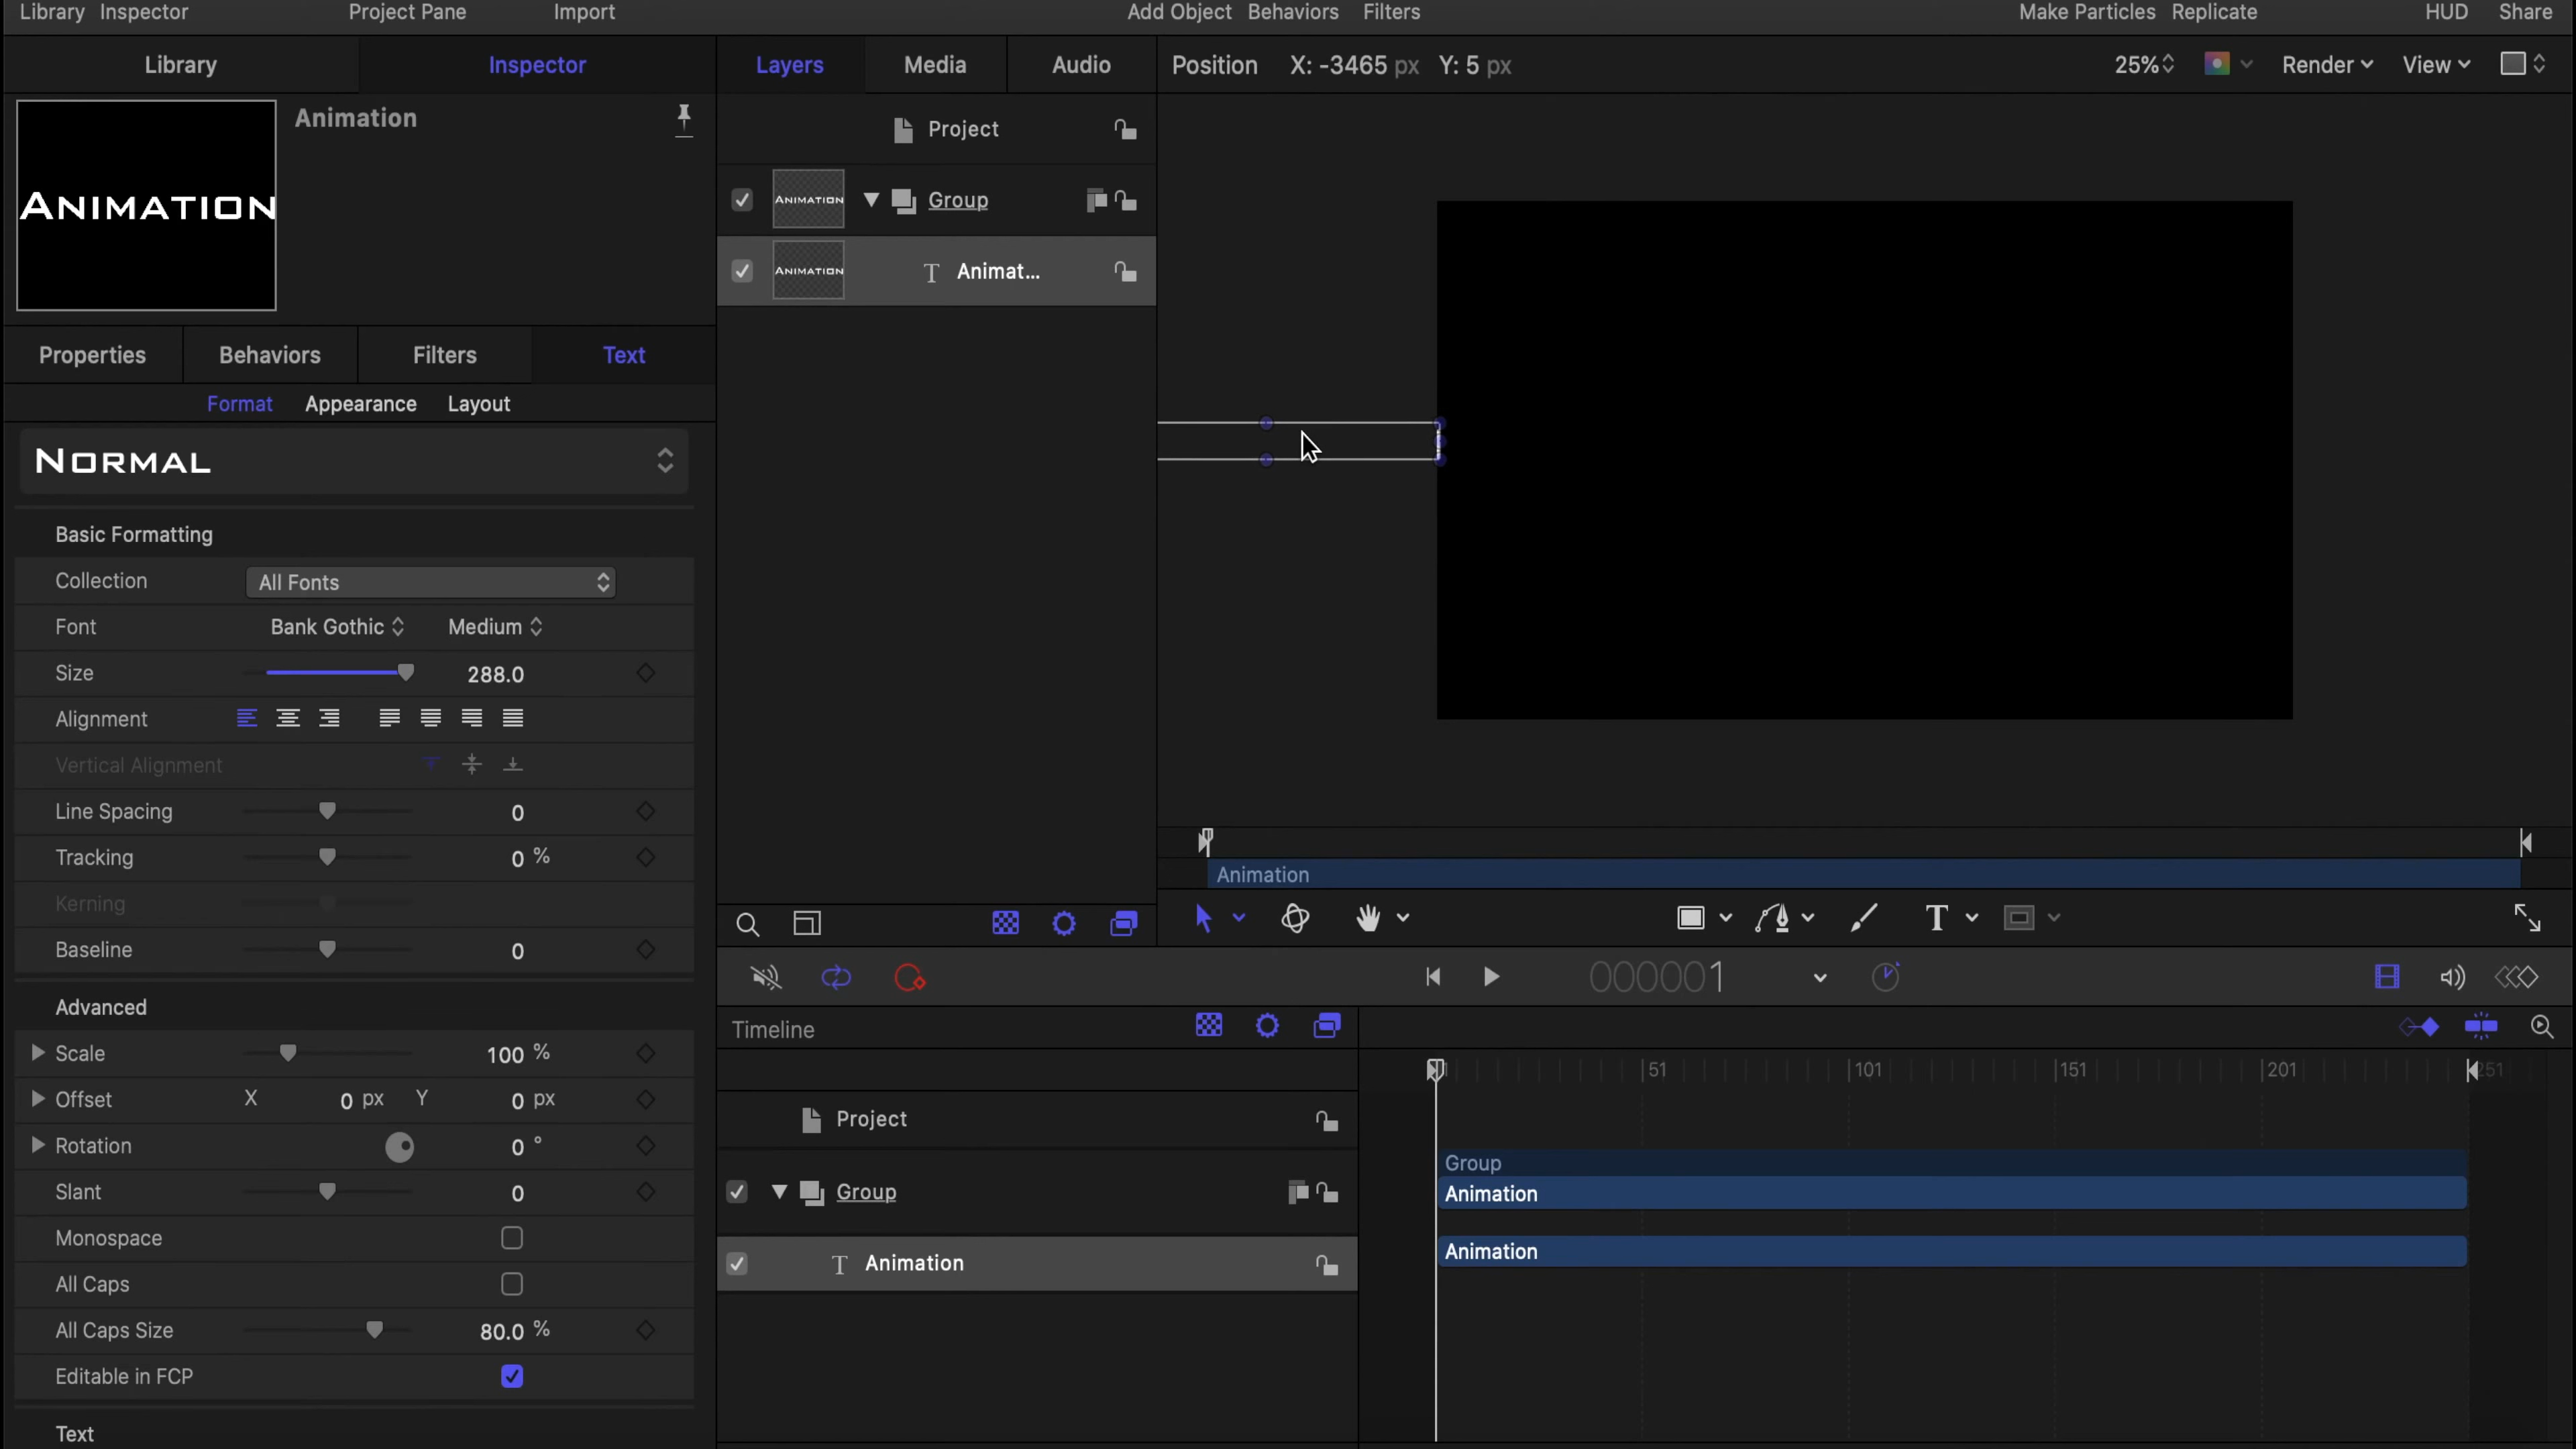 Library Inspector Project Pane Import Add Object Behaviors Filters Make Particles Replicate HUD Share
Library Inspector Layers Media Audio Position X: -3465 px Y: 5 px 25% Render View
Animation
ANIMATION
Project
ANIMATION Group
ANIMATION T Animat...
Properties Behaviors Filters Text
Format Appearance Layout
NORMAL
Basic Formatting
Collection All Fonts
Font Bank Gothic Medium
Size 288.0
Alignment
Vertical Alignment
Line Spacing 0
Tracking 0 %
Kerning
Baseline 0
Advanced
Scale 100 %
Offset X 0 px Y 0 px
Rotation 0 °
Slant 0
Monospace
All Caps
All Caps Size 80.0 %
Editable in FCP
Text
Animation
T
000001
Timeline
51 101 151 201 251
Project
Group
Group
Animation
T Animation
Animation